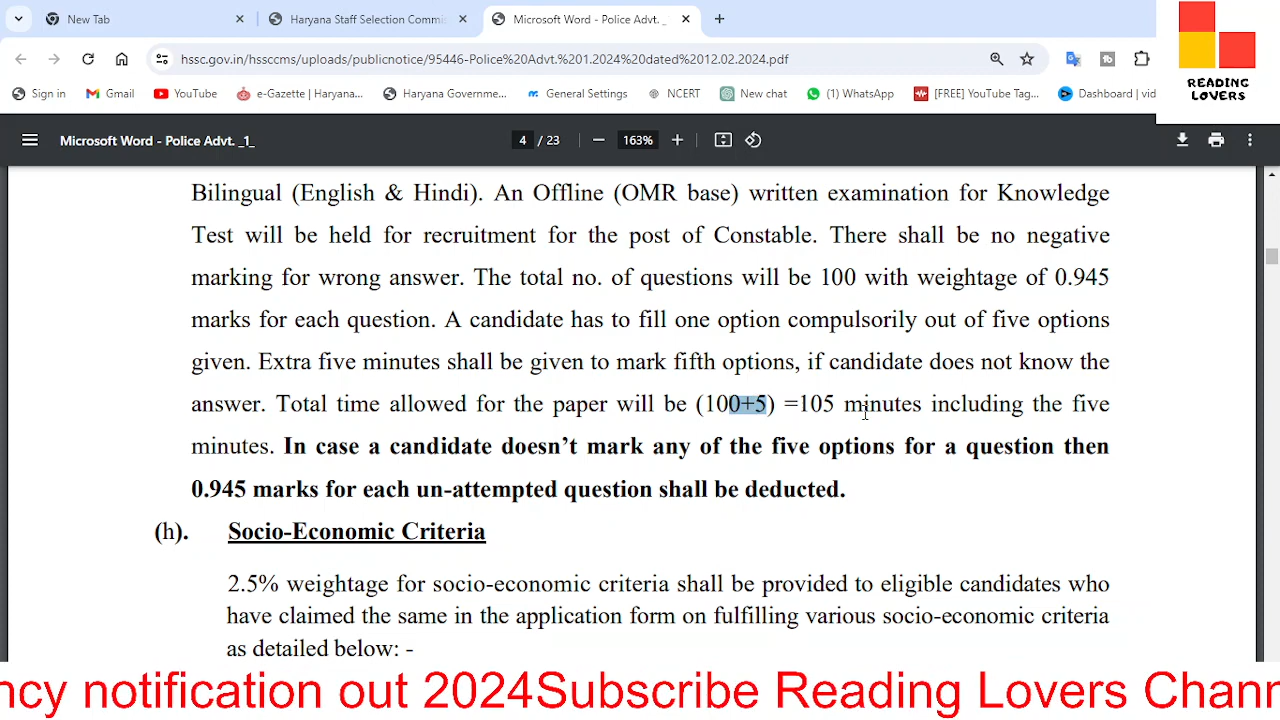 New Tab
Haryana Staff Selection Commi
Microsoft Word - Police Advt. _
READING
LOVERS
hssc.gov.in/hssccms/uploads/publicnotice/95446-Police%20Advt.%201.2024%20dated%2012.02.2024.pdf
Sign in
Gmail
YouTube
e-Gazette | Haryana...
Haryana Governme...
General Settings
NCERT
New chat
(1) WhatsApp
[FREE] YouTube Tag...
Dashboard | vid
Microsoft Word - Police Advt. _1_
4 / 23
163%
Bilingual (English & Hindi). An Offline (OMR base) written examination for Knowledge
Test will be held for recruitment for the post of Constable. There shall be no negative
marking for wrong answer. The total no. of questions will be 100 with weightage of 0.945
marks for each question. A candidate has to fill one option compulsorily out of five options
given. Extra five minutes shall be given to mark fifth options, if candidate does not know the
answer. Total time allowed for the paper will be (100+5) =105 minutes including the five
minutes. In case a candidate doesn’t mark any of the five options for a question then
0.945 marks for each un-attempted question shall be deducted.
(h). Socio-Economic Criteria
2.5% weightage for socio-economic criteria shall be provided to eligible candidates who
have claimed the same in the application form on fulfilling various socio-economic criteria
as detailed below: -
ncy notification out 2024Subscribe Reading Lovers Chann